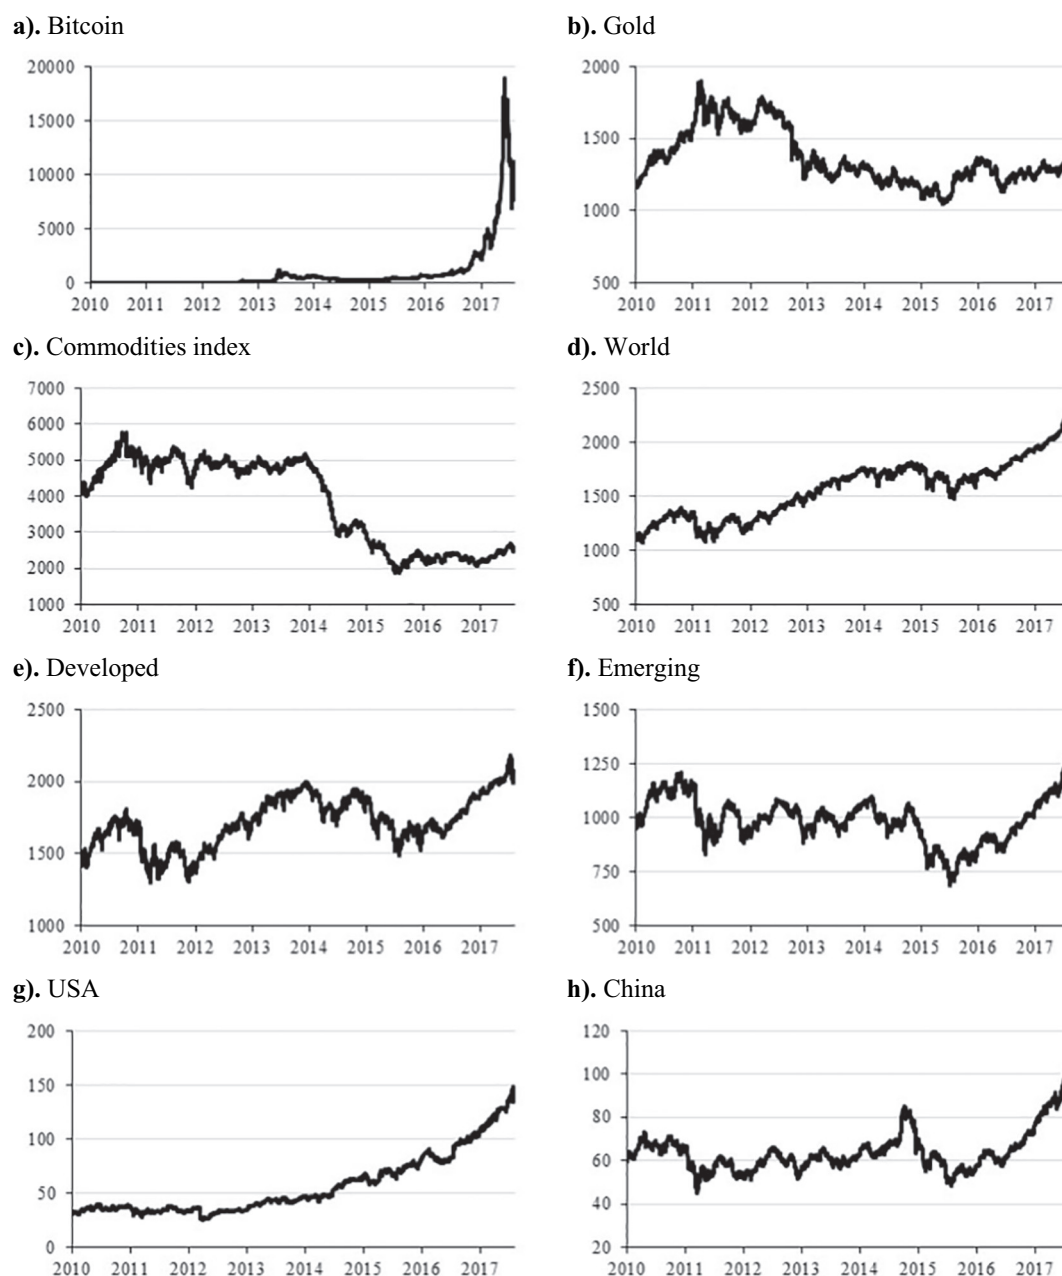 a). Bitcoin
20000
15000
10000
5000
0
2010 2011 2012 2013 2014 2015 2016 2017
b). Gold
2000
1500
1000
500
2010 2011 2012 2013 2014 2015 2016 2017
c). Commodities index
7000
6000
5000
4000
3000
2000
1000
2010 2011 2012 2013 2014 2015 2016 2017
d). World
2500
2000
1500
1000
500
2010 2011 2012 2013 2014 2015 2016 2017
e). Developed
2500
2000
1500
1000
2010 2011 2012 2013 2014 2015 2016 2017
f). Emerging
1500
1250
1000
750
500
2010 2011 2012 2013 2014 2015 2016 2017
g). USA
200
150
100
50
0
2010 2011 2012 2013 2014 2015 2016 2017
h). China
120
100
80
60
40
20
2010 2011 2012 2013 2014 2015 2016 2017